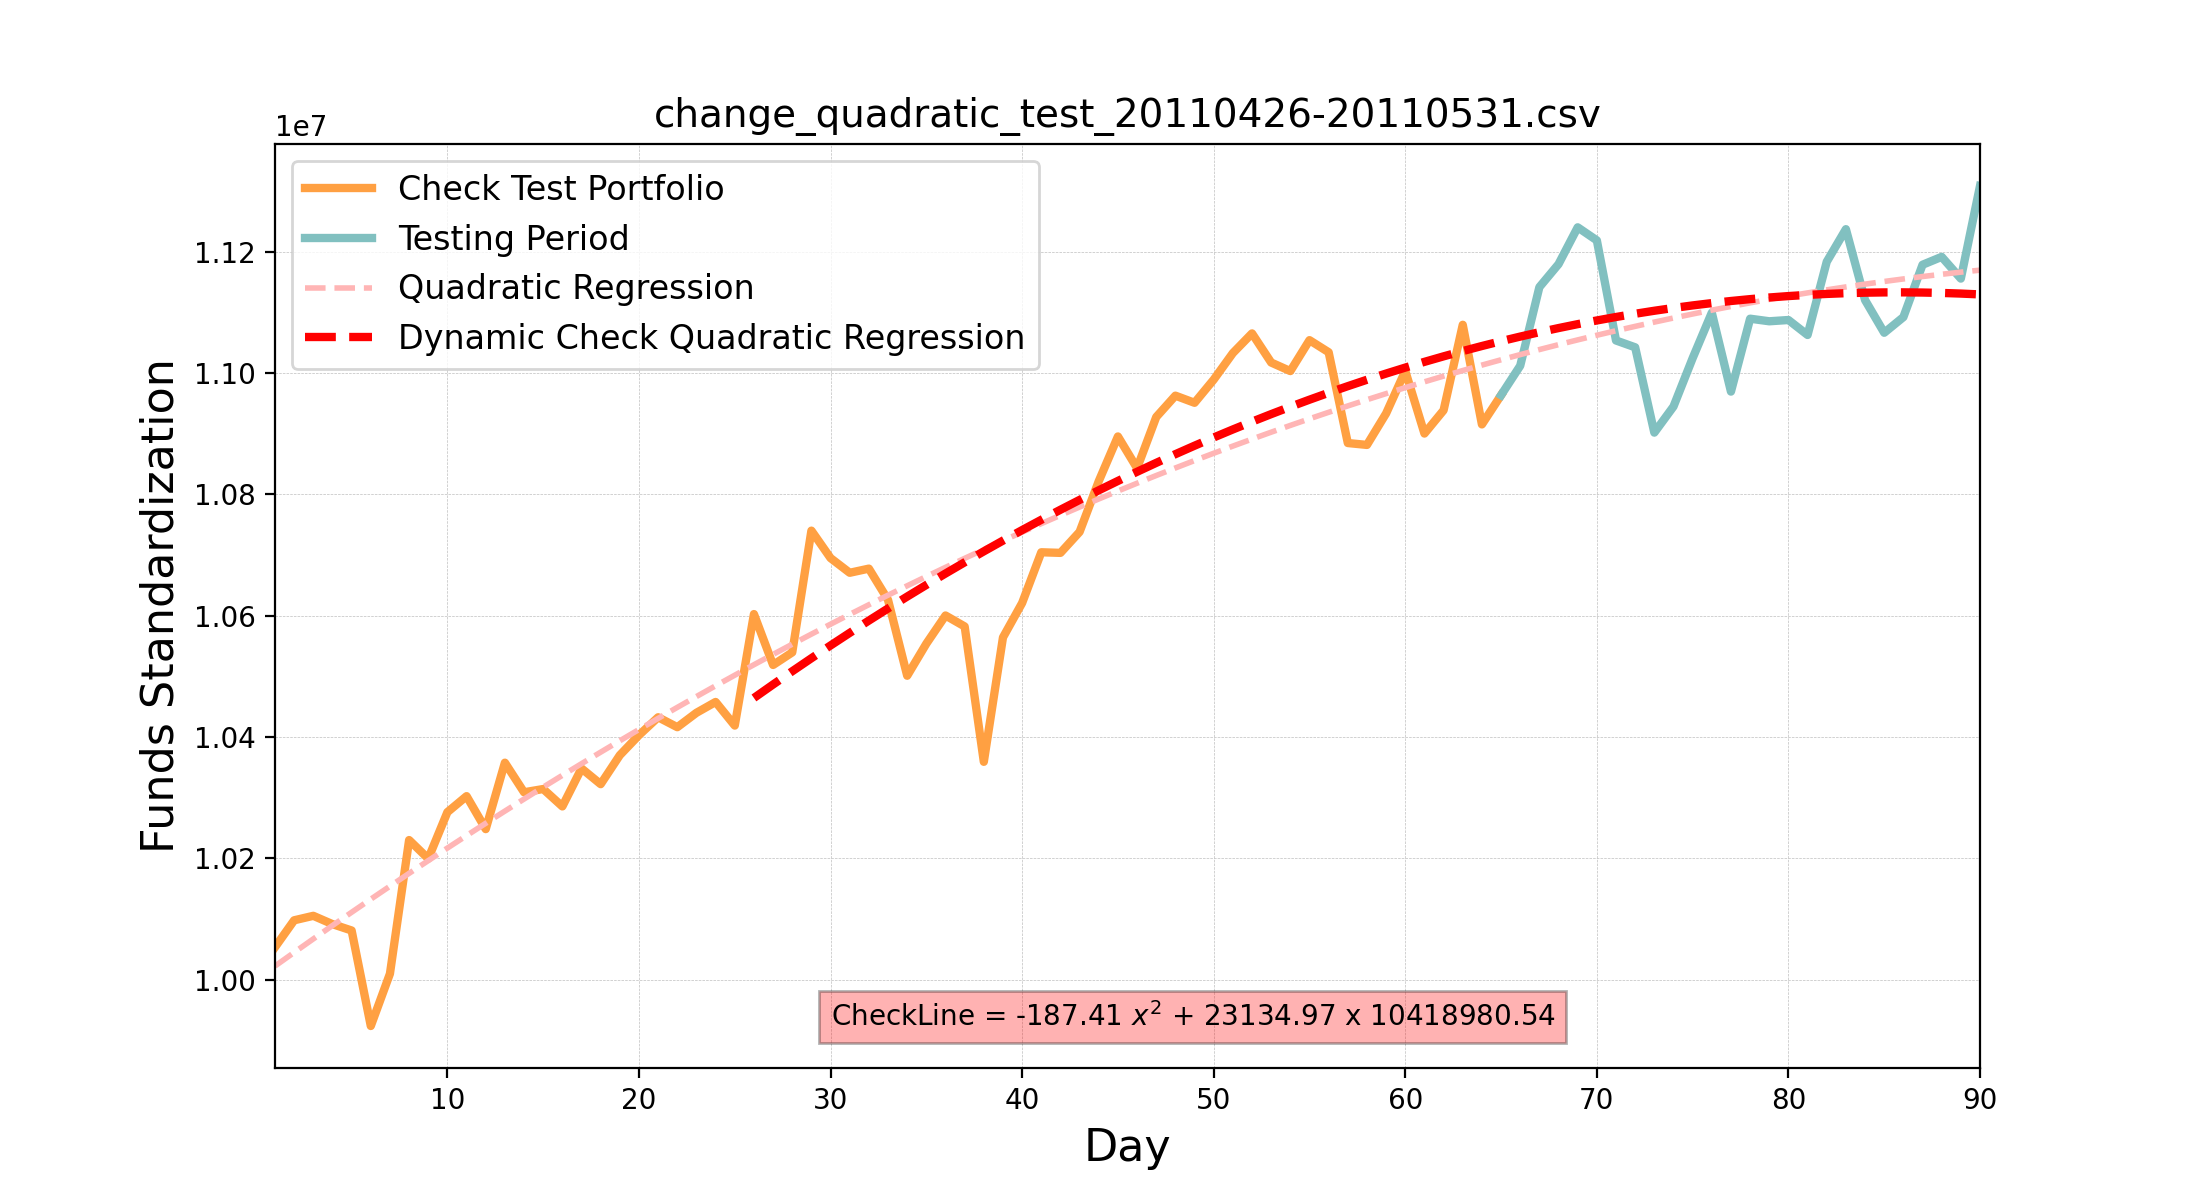 change_quadratic_test_20110426-20110531.csv
1e7
Check Test Portfolio
Testing Period
Quadratic Regression
Dynamic Check Quadratic Regression
1.12
1.10
1.08
1.06
1.04
1.02
1.00
Funds Standardization
CheckLine = -187.41 x² + 23134.97 x 10418980.54
10 20 30 40 50 60 70 80 90
Day